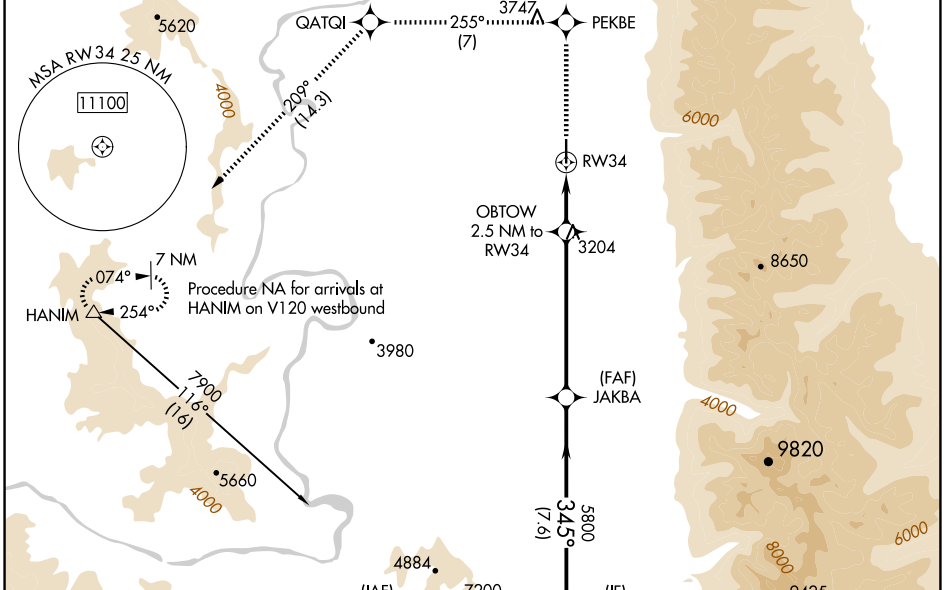 5620
MSA RW34 25 NM
11100
4000
QATQI
255°
(7)
3747
PEKBE
209°
(14.3)
6000
RW34
OBTOW
2.5 NM to
RW34
3204
8650
7 NM
074°
254°
HANIM
Procedure NA for arrivals at
HANIM on V120 westbound
3980
7900
116°
(16)
(FAF)
JAKBA
4000
9820
5660
4000
5800
345°
(7.6)
6000
8000
4884